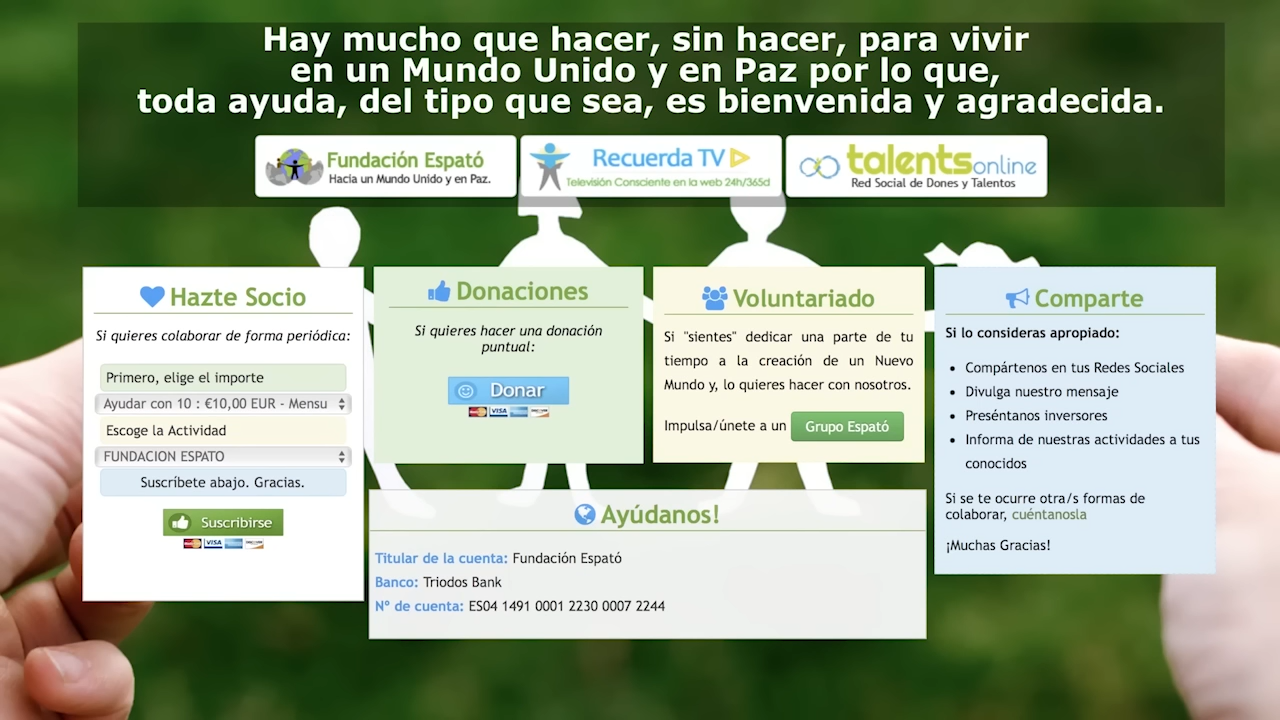 Hay mucho que hacer, sin hacer, para vivir
en un Mundo Unido y en Paz por lo que,
toda ayuda, del tipo que sea, es bienvenida y agradecida.
Fundación Espató
Hacia un Mundo Unido y en Paz.
Recuerda TV
Televisión Consciente en la web 24h/365d
talentsonline
Red Social de Dones y Talentos
Hazte Socio
Si quieres colaborar de forma periódica:
Primero, elige el importe
Ayudar con 10 : €10,00 EUR - Mensu
Escoge la Actividad
FUNDACION ESPATO
Suscríbete abajo. Gracias.
Suscribirse
VISA
Donaciones
Si quieres hacer una donación
puntual:
Donar
VISA
Voluntariado
Si "sientes" dedicar una parte de tu
tiempo a la creación de un Nuevo
Mundo y, lo quieres hacer con nosotros.
Impulsa/únete a un Grupo Espató
Comparte
Si lo consideras apropiado:
• Compártenos en tus Redes Sociales
• Divulga nuestro mensaje
• Preséntanos inversores
• Informa de nuestras actividades a tus
conocidos
Si se te ocurre otra/s formas de
colaborar, cuéntanosla
¡Muchas Gracias!
Ayúdanos!
Titular de la cuenta: Fundación Espató
Banco: Triodos Bank
Nº de cuenta: ES04 1491 0001 2230 0007 2244